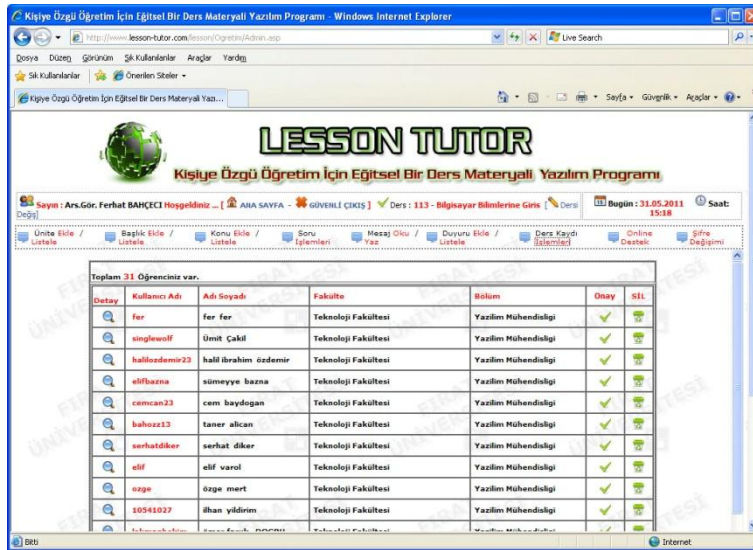 Kişiye Özgü Öğretim İçin Eğitsel Bir Ders Materyali Yazılım Programı - Windows Internet Explorer
http://www.lesson-tutor.com/lesson/Ogretim/Admin.asp
Live Search
Dosya Düzen Görünüm Sık Kullanılanlar Araçlar Yardım
Sık Kullanılanlar Önerilen Siteler
Kişiye Özgü Öğretim İçin Eğitsel Bir Ders Materyali Yazı... Sayfa Güvenlik Araçlar
LESSON TUTOR
Kişiye Özgü Öğretim İçin Eğitsel Bir Ders Materyali Yazılım Programı
Sayın : Ars.Gör. Ferhat BAHÇECİ Hoşgeldiniz ... [ ANA SAYFA - GÜVENLİ ÇIKIŞ ] Ders : 113 - Bilgisayar Bilimlerine Giris [ Dersi Değiş]
Bugün : 31.05.2011 Saat: 15:18
Ünite Ekle / Listele Başlık Ekle / Listele Konu Ekle / Listele Soru İşlemleri Mesaj Oku / Yaz Duyuru Ekle / Listele Ders Kaydı İşlemleri Online Destek Şifre Değişimi
Toplam 31 Öğrenciniz var.
Detay Kullanıcı Adı Adı Soyadı Fakülte Bölüm Onay SİL
fer fer fer Teknoloji Fakültesi Yazilim Mühendisligi
singlewolf Ümit Çakil Teknoloji Fakültesi Yazilim Mühendisligi
halilozdemir23 halil ibrahim özdemir Teknoloji Fakültesi Yazilim Mühendisligi
elifbazna sümeyye bazna Teknoloji Fakültesi Yazilim Mühendisligi
cemcan23 cem baydogan Teknoloji Fakültesi Yazilim Mühendisligi
bahozz13 taner alican Teknoloji Fakültesi Yazilim Mühendisligi
serhatdiker serhat diker Teknoloji Fakültesi Yazilim Mühendisligi
elif elif varol Teknoloji Fakültesi Yazilim Mühendisligi
ozge özge mert Teknoloji Fakültesi Yazilim Mühendisligi
10541027 ilhan yildirim Teknoloji Fakültesi Yazilim Mühendisligi
Bitti Internet